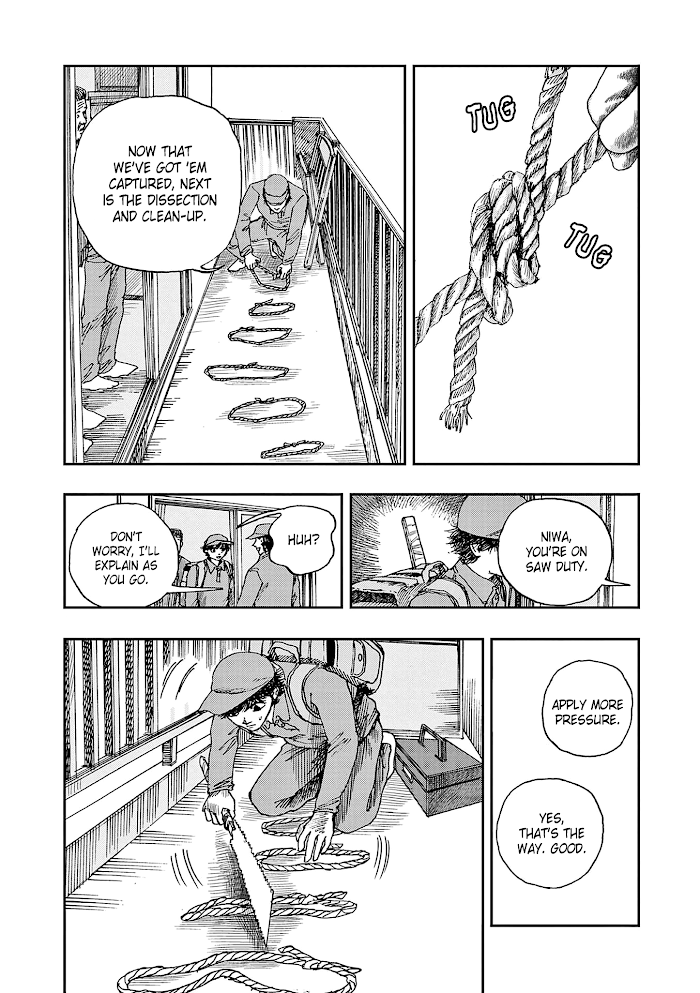 TUG
TUG
NOW THAT
WE'VE GOT 'EM
CAPTURED, NEXT
IS THE DISSECTION
AND CLEAN-UP.
NIWA,
YOU'RE ON
SAW DUTY.
HUH?
DON'T
WORRY, I'LL
EXPLAIN AS
YOU GO.
APPLY MORE
PRESSURE.
YES,
THAT'S THE
WAY. GOOD.